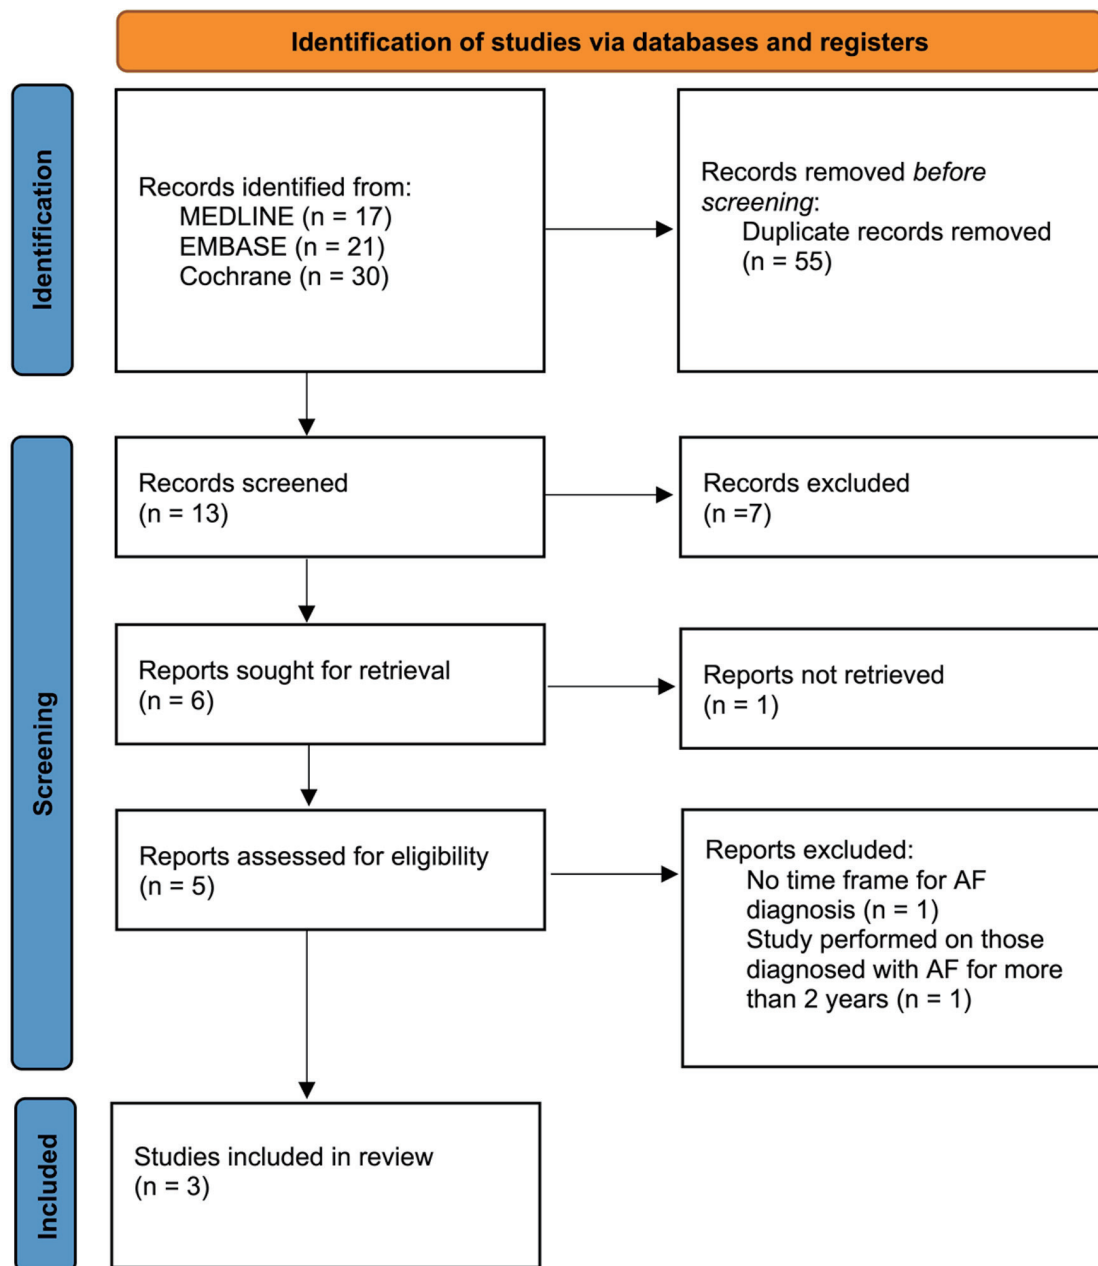 Identification of studies via databases and registers
Identification
Records identified from:
MEDLINE (n = 17)
EMBASE (n = 21)
Cochrane (n = 30)
Records removed before
screening:
Duplicate records removed
(n = 55)
Screening
Records screened
(n = 13)
Records excluded
(n =7)
Reports sought for retrieval
(n = 6)
Reports not retrieved
(n = 1)
Reports assessed for eligibility
(n = 5)
Reports excluded:
No time frame for AF
diagnosis (n = 1)
Study performed on those
diagnosed with AF for more
than 2 years (n = 1)
Included
Studies included in review
(n = 3)